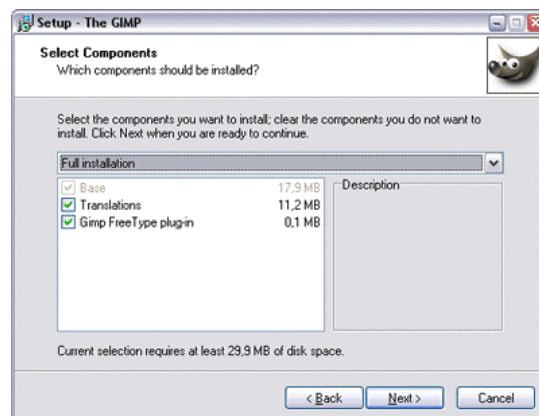 Setup - The GIMP
Select Components
Which components should be installed?
Select the components you want to install; clear the components you do not want to
install. Click Next when you are ready to continue.
Full installation
Base 17,9 MB
Translations 11,2 MB
Gimp FreeType plug-in 0,1 MB
Description
Current selection requires at least 29,9 MB of disk space.
< Back Next > Cancel